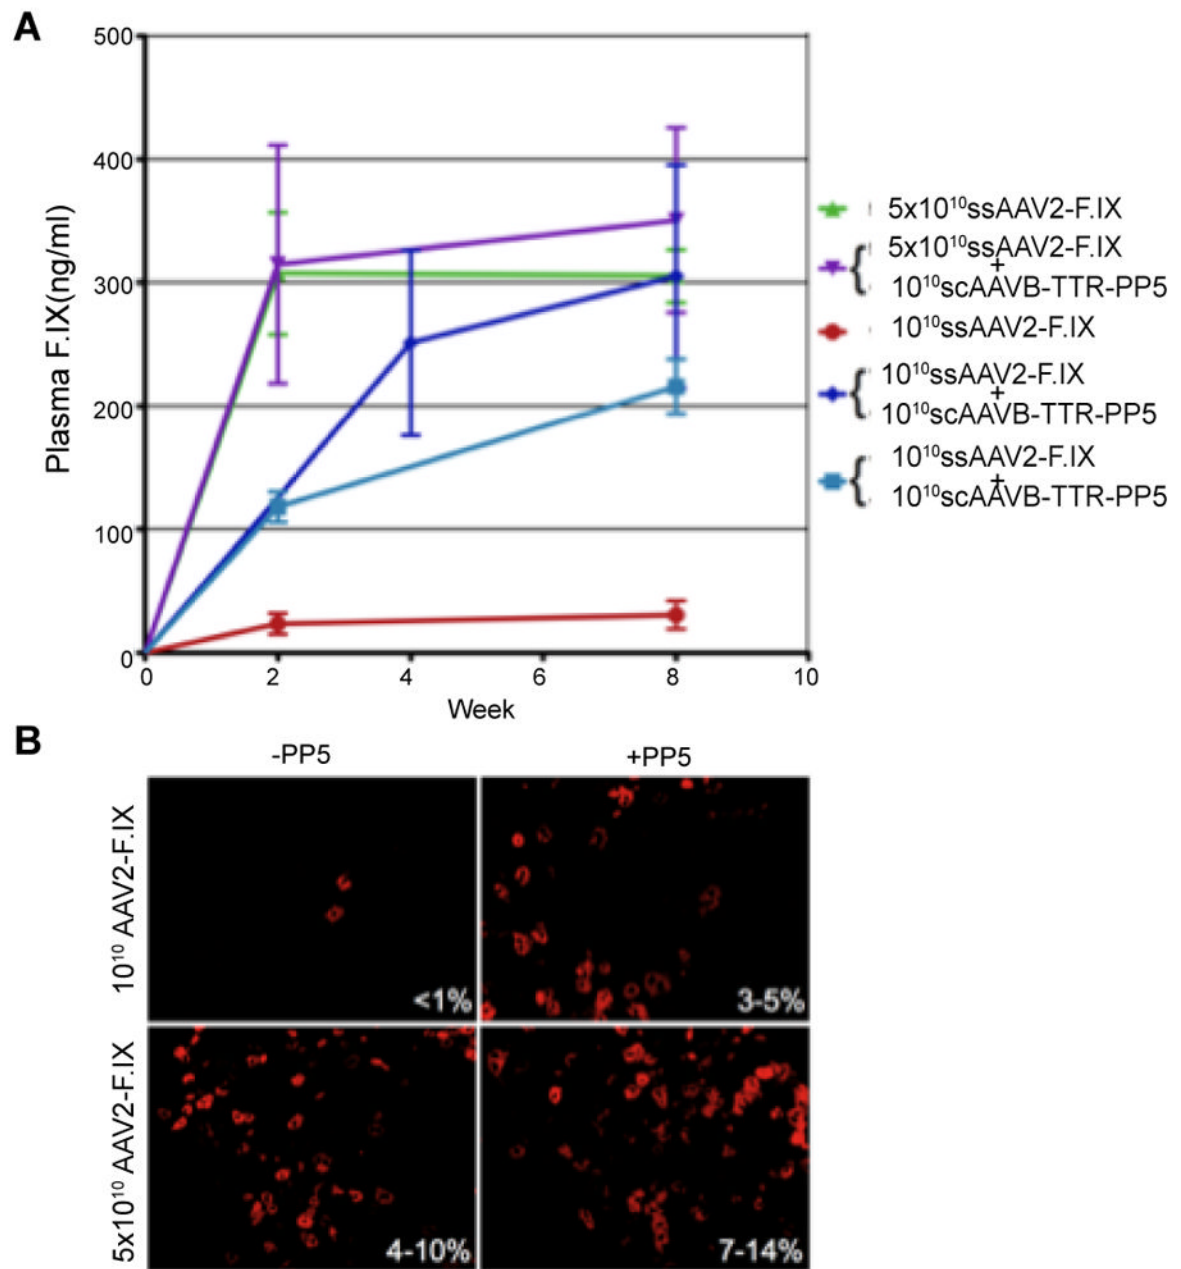 A
500
400
300
200
100
0
0 2 4 6 8 10
Plasma F.IX(ng/ml)
Week
5x10¹⁰ssAAV2-F.IX
5x10¹⁰ssAAV2-F.IX
+
10¹⁰scAAVB-TTR-PP5
10¹⁰ssAAV2-F.IX
10¹⁰ssAAV2-F.IX
+
10¹⁰scAAVB-TTR-PP5
10¹⁰ssAAV2-F.IX
+
10¹⁰scAAVB-TTR-PP5
B
-PP5 +PP5
10¹⁰ AAV2-F.IX
<1% 3-5%
5x10¹⁰ AAV2-F.IX
4-10% 7-14%